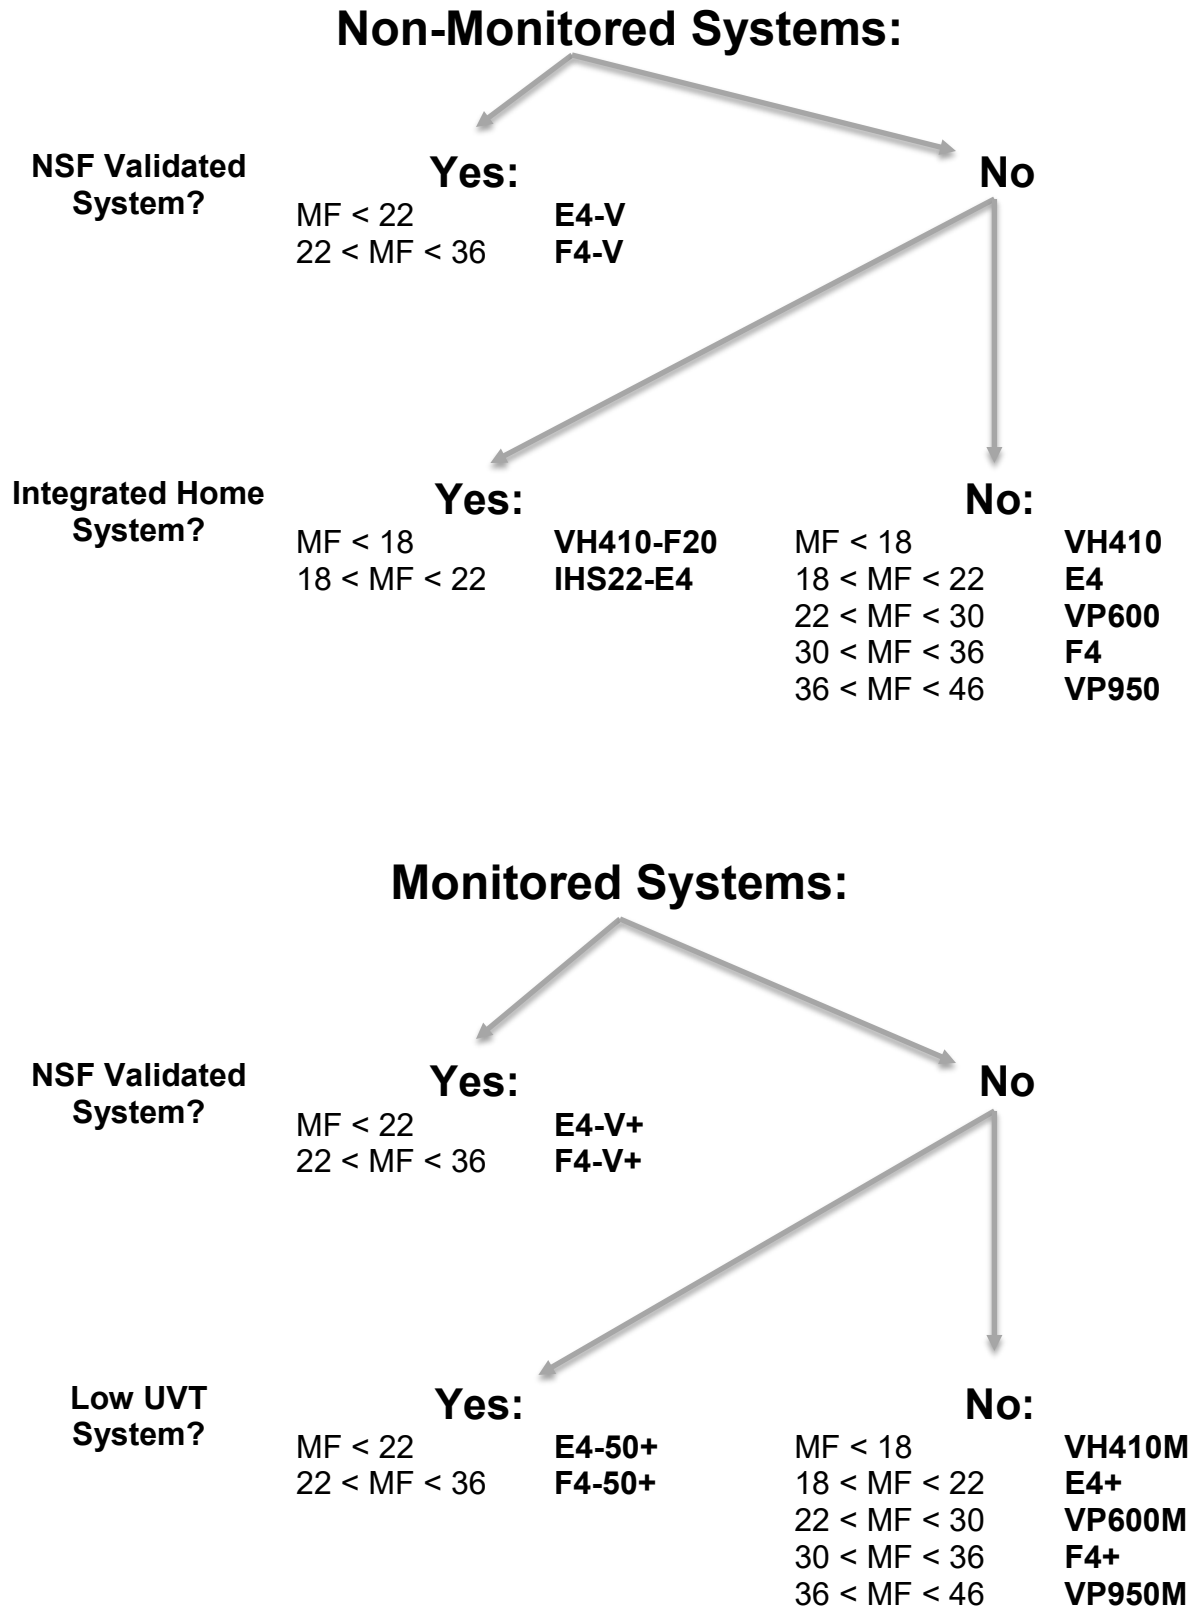 Non-Monitored Systems:
NSF Validated
System?
Yes:
No
MF < 22 E4-V
22 < MF < 36 F4-V
Integrated Home
System?
Yes:
MF < 18 VH410-F20
18 < MF < 22 IHS22-E4
No:
MF < 18 VH410
18 < MF < 22 E4
22 < MF < 30 VP600
30 < MF < 36 F4
36 < MF < 46 VP950
Monitored Systems:
NSF Validated
System?
Yes:
No
MF < 22 E4-V+
22 < MF < 36 F4-V+
Low UVT
System?
Yes:
MF < 22 E4-50+
22 < MF < 36 F4-50+
No:
MF < 18 VH410M
18 < MF < 22 E4+
22 < MF < 30 VP600M
30 < MF < 36 F4+
36 < MF < 46 VP950M